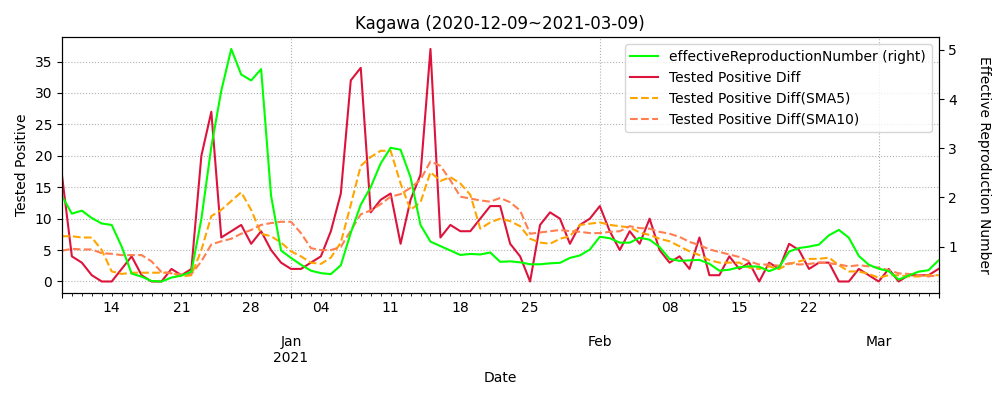 Kagawa (2020-12-09~2021-03-09)
effectiveReproductionNumber (right)
Tested Positive Diff
Tested Positive Diff(SMA5)
Tested Positive Diff(SMA10)
Tested Positive
35
30
25
20
15
10
5
0
5
4
3
2
1
Effective Reproduction Number
14 21 28 04 11 18 25 08 15 22
Jan Feb Mar
2021
Date